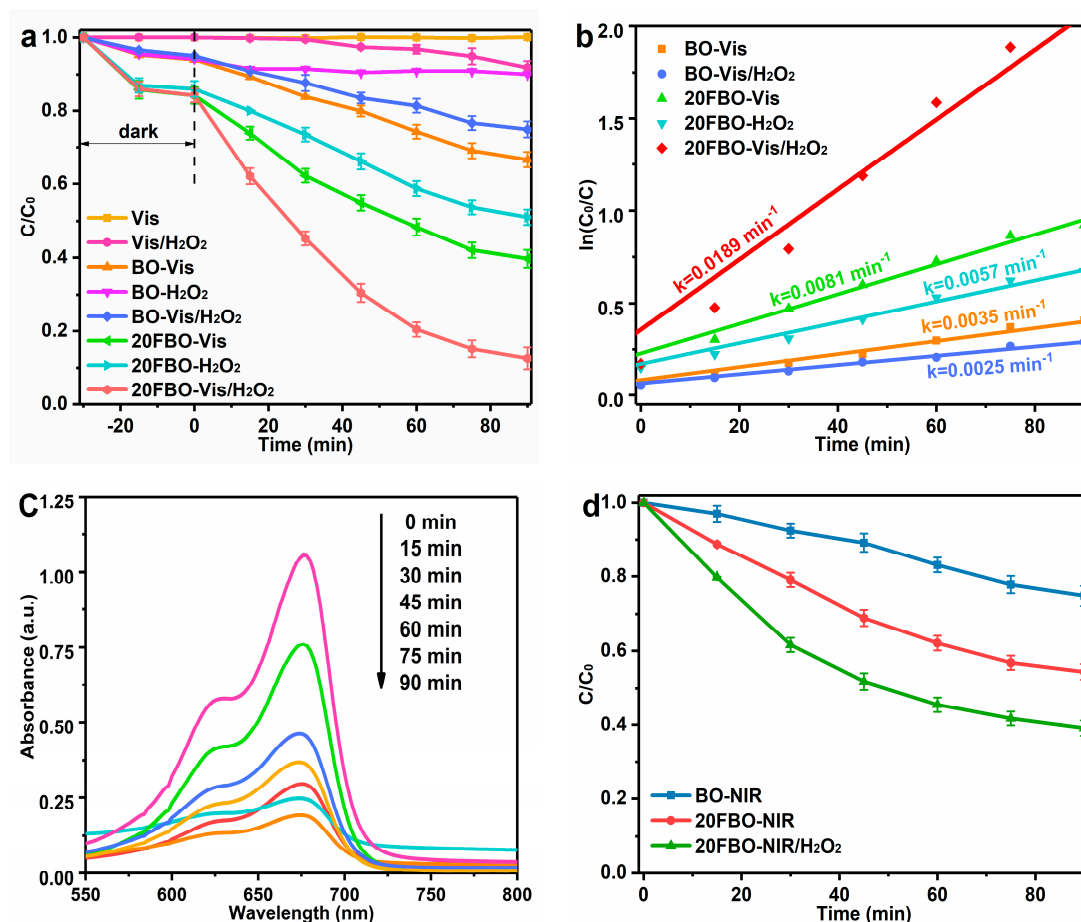 a
1.0
0.8
0.6
0.4
0.2
0.0
C/C₀
dark
Vis
Vis/H₂O₂
BO-Vis
BO-H₂O₂
BO-Vis/H₂O₂
20FBO-Vis
20FBO-H₂O₂
20FBO-Vis/H₂O₂
-20 0 20 40 60 80
Time (min)
b
2.0
1.5
1.0
0.5
0.0
ln(C₀/C)
BO-Vis
BO-Vis/H₂O₂
20FBO-Vis
20FBO-H₂O₂
20FBO-Vis/H₂O₂
k=0.0189 min⁻¹
k=0.0081 min⁻¹
k=0.0057 min⁻¹
k=0.0035 min⁻¹
k=0.0025 min⁻¹
0 20 40 60 80
Time (min)
C
1.25
1.00
0.75
0.50
0.25
0.00
Absorbance (a.u.)
0 min
15 min
30 min
45 min
60 min
75 min
90 min
550 600 650 700 750 800
Wavelength (nm)
d
1.0
0.8
0.6
0.4
0.2
0.0
C/C₀
BO-NIR
20FBO-NIR
20FBO-NIR/H₂O₂
0 20 40 60 80
Time (min)